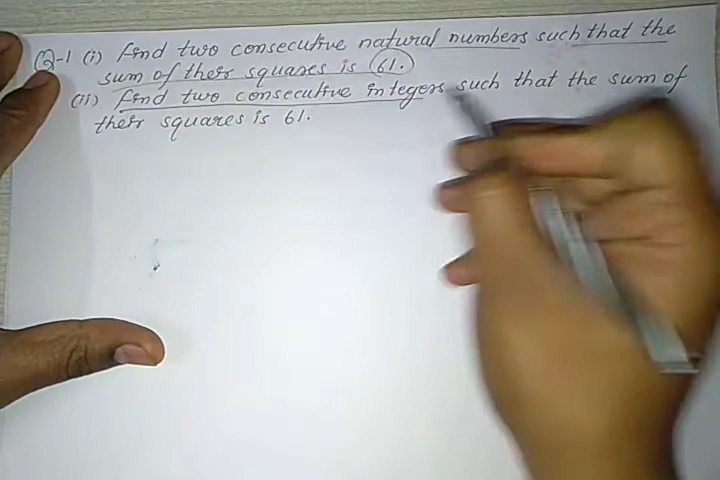 Q-1 (i) Find two consecutive natural numbers such that the
sum of their squares is 61.
(ii) Find two consecutive integers such that the sum of
their squares is 61.